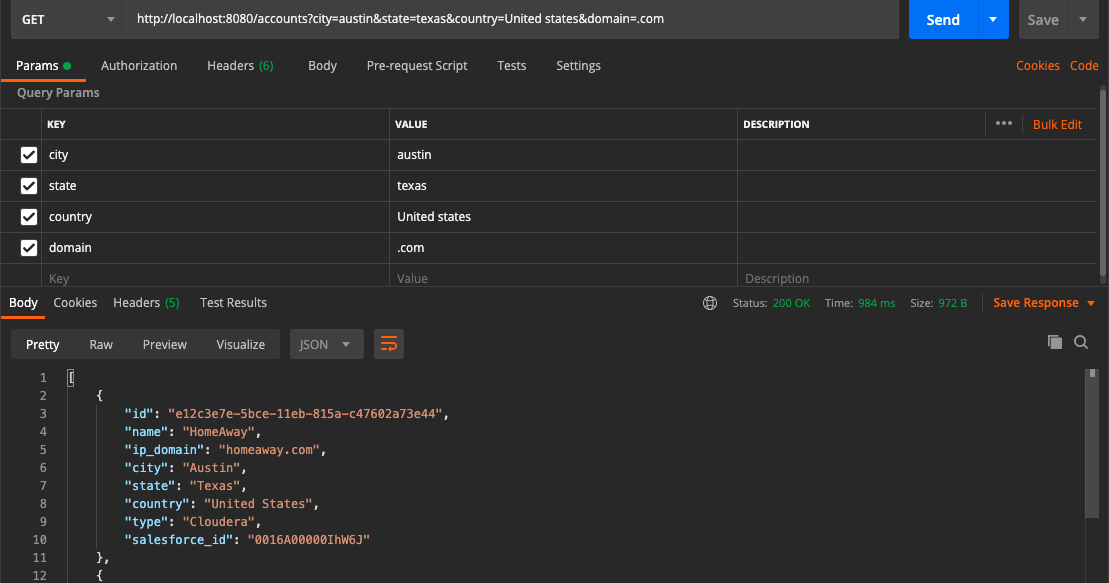 GET http://localhost:8080/accounts?city=austin&state=texas&country=United states&domain=.com Send Save
Params Authorization Headers (6) Body Pre-request Script Tests Settings Cookies Code
Query Params
KEY VALUE DESCRIPTION ••• Bulk Edit
city austin
state texas
country United states
domain .com
Key Value Description
Body Cookies Headers (5) Test Results Status: 200 OK Time: 984 ms Size: 972 B Save Response
Pretty Raw Preview Visualize JSON
1 [
2 {
3 "id": "e12c3e7e-5bce-11eb-815a-c47602a73e44",
4 "name": "HomeAway",
5 "ip_domain": "homeaway.com",
6 "city": "Austin",
7 "state": "Texas",
8 "country": "United States",
9 "type": "Cloudera",
10 "salesforce_id": "0016A00000IhW6J"
11 },
12 {